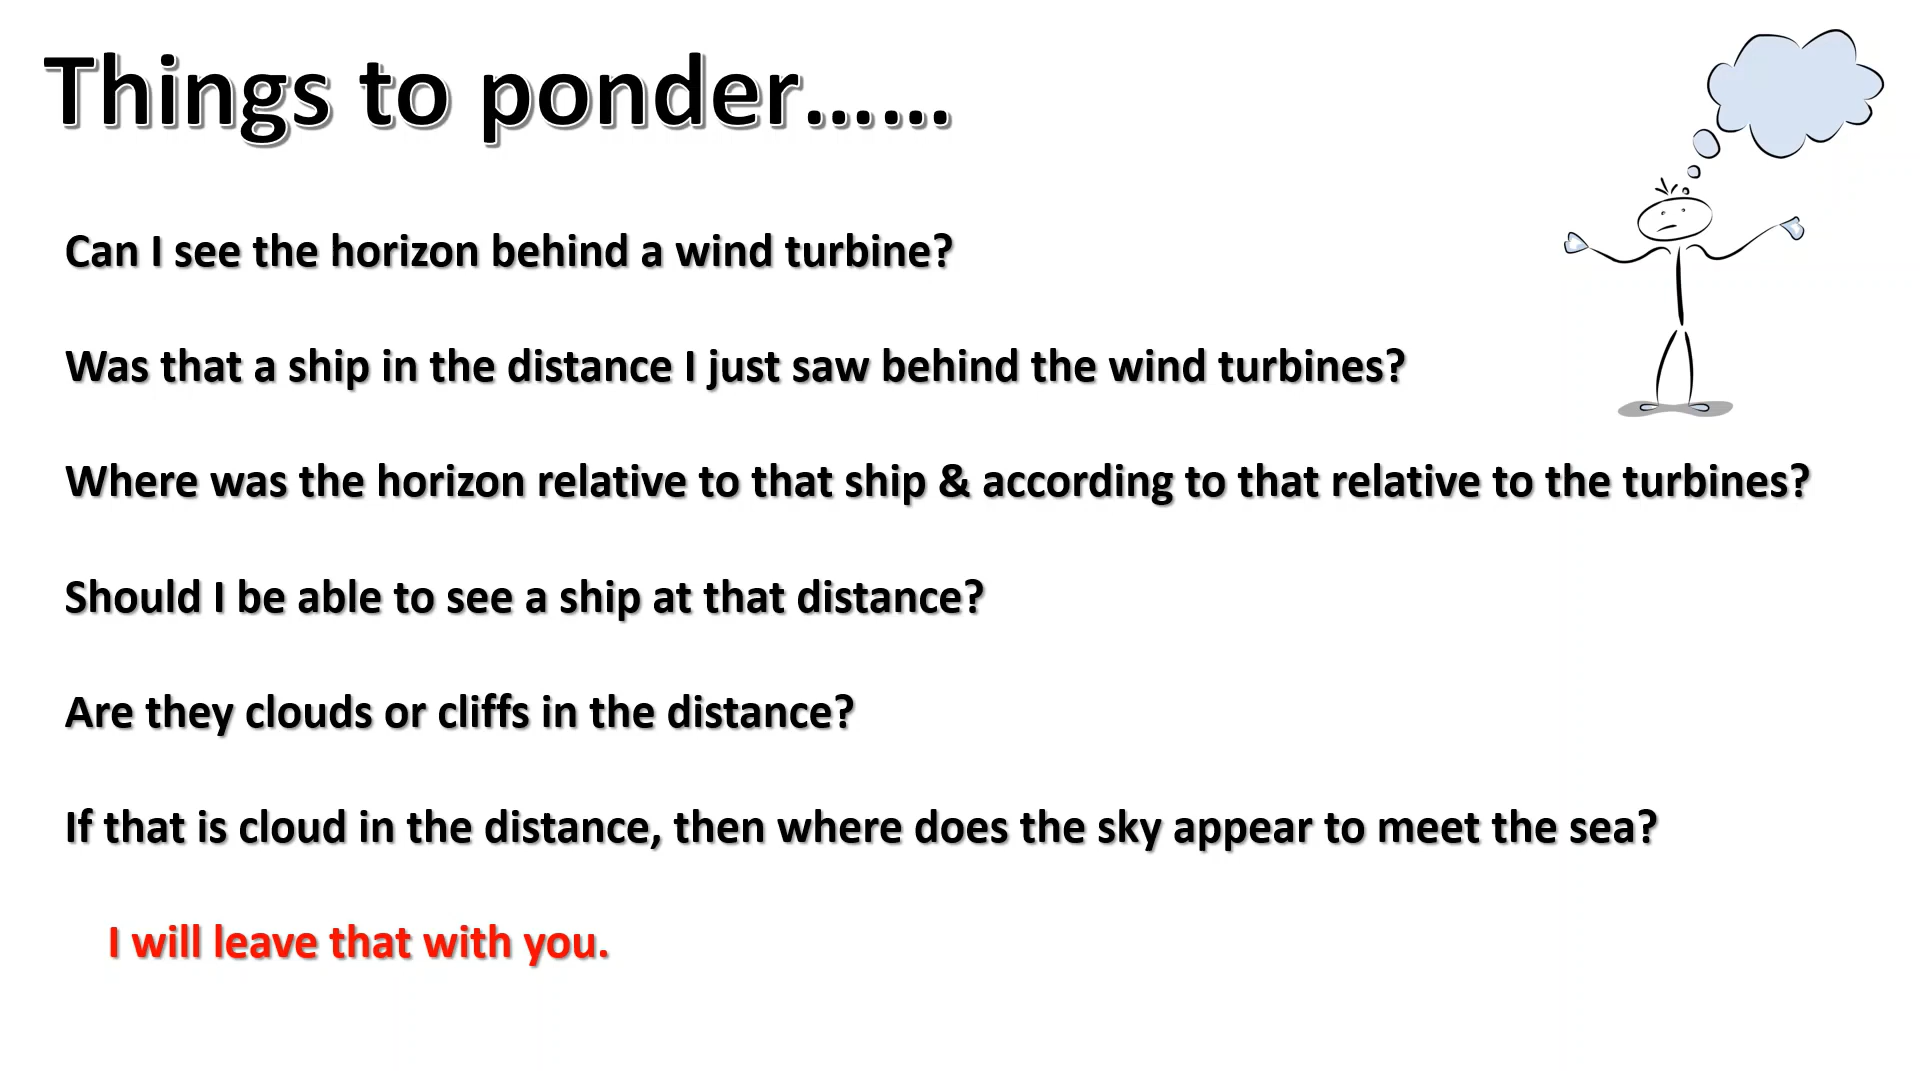 Things to ponder......
Can I see the horizon behind a wind turbine?
Was that a ship in the distance I just saw behind the wind turbines?
Where was the horizon relative to that ship & according to that relative to the turbines?
Should I be able to see a ship at that distance?
Are they clouds or cliffs in the distance?
If that is cloud in the distance, then where does the sky appear to meet the sea?
I will leave that with you.